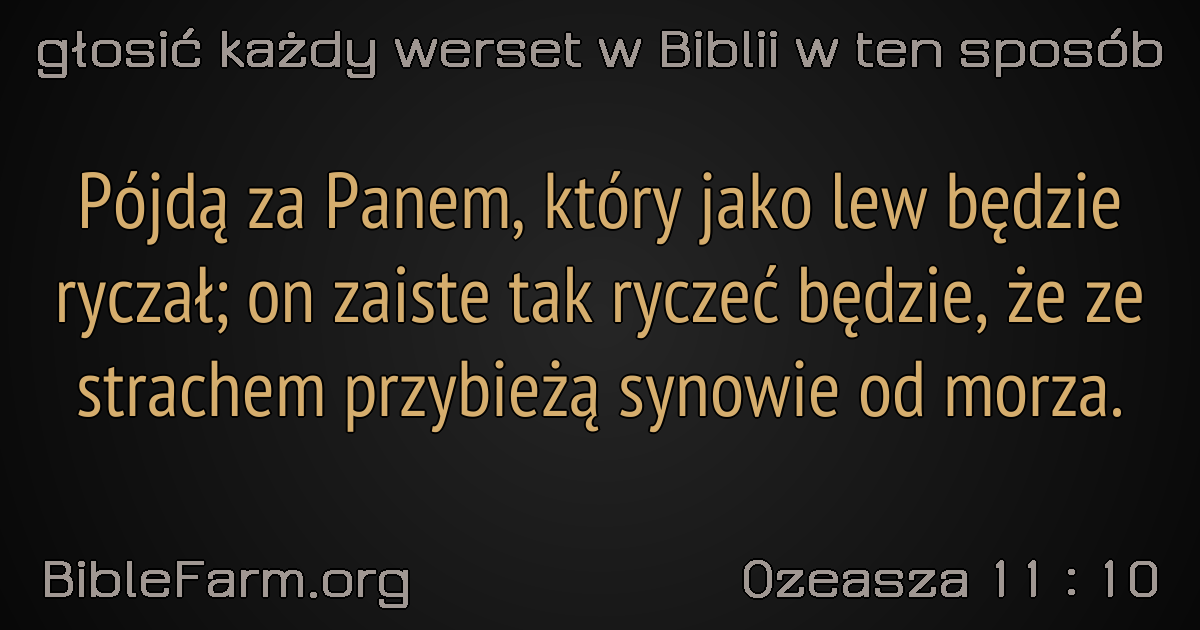 głosić każdy werset w Biblii w ten sposób
Pójdą za Panem, który jako lew będzie
ryczał; on zaiste tak ryczeć będzie, że ze
strachem przybieżą synowie od morza.
BibleFarm.org
Ozeasza 11 : 10